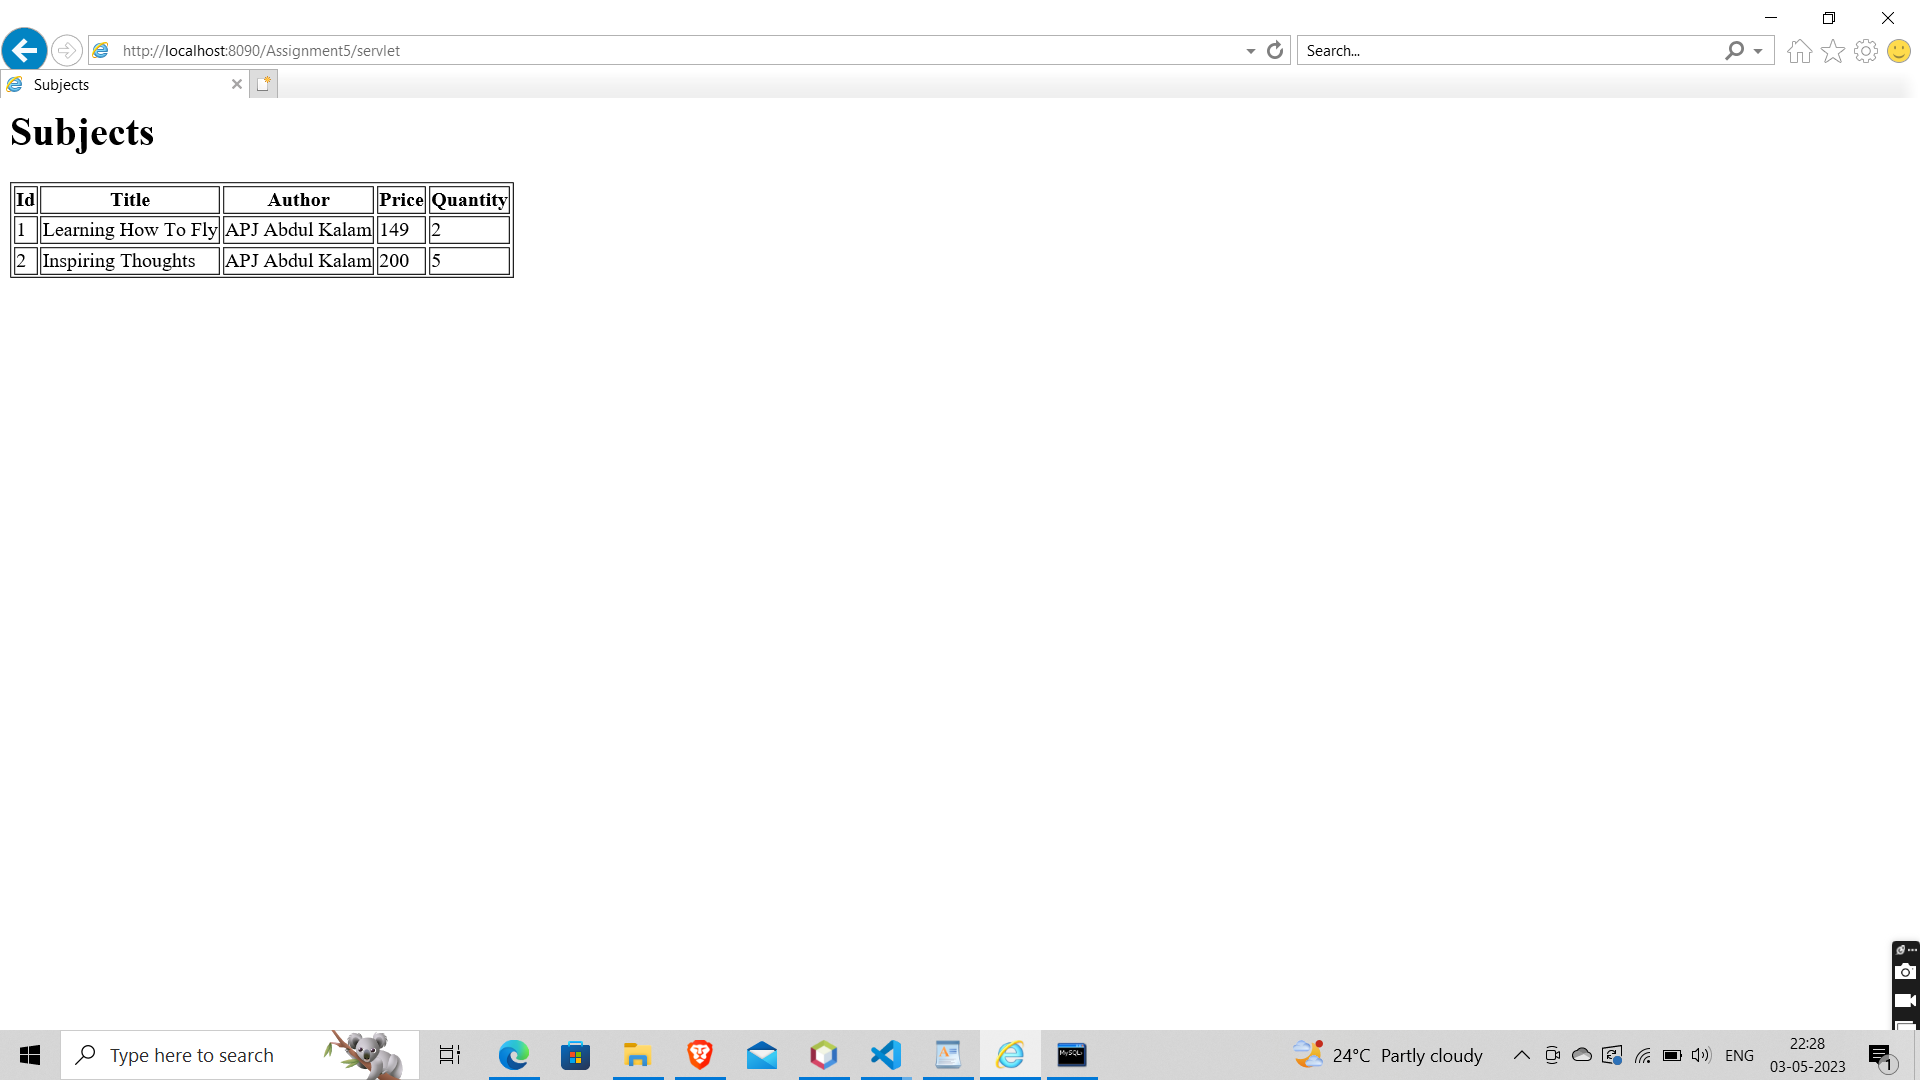 http://localhost:8090/Assignment5/servlet
Search...
Subjects
Subjects
Id Title Author Price Quantity
1 Learning How To Fly APJ Abdul Kalam 149 2
2 Inspiring Thoughts APJ Abdul Kalam 200 5
Type here to search
MySQL
24°C Partly cloudy
ENG
22:28
03-05-2023
1